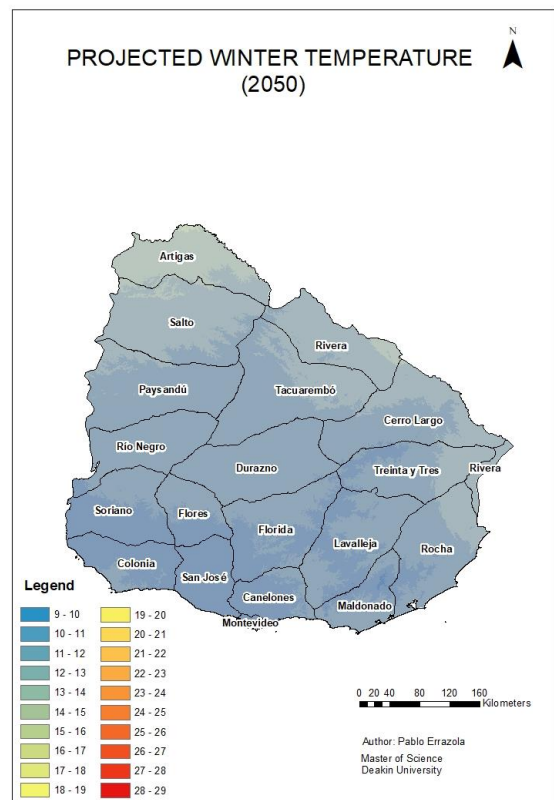 N
PROJECTED WINTER TEMPERATURE
(2050)
Artigas
Salto
Rivera
Paysandú
Tacuarembó
Cerro Largo
Río Negro
Durazno
Treinta y Tres
Rivera
Soriano
Flores
Florida
Lavalleja
Rocha
Colonia
San José
Canelones
Maldonado
Montevideo
Legend
9 - 10
10 - 11
11 - 12
12 - 13
13 - 14
14 - 15
15 - 16
16 - 17
17 - 18
18 - 19
19 - 20
20 - 21
21 - 22
22 - 23
23 - 24
24 - 25
25 - 26
26 - 27
27 - 28
28 - 29
0 20 40 80 120 160
Kilometers
Author: Pablo Errazola
Master of Science
Deakin University